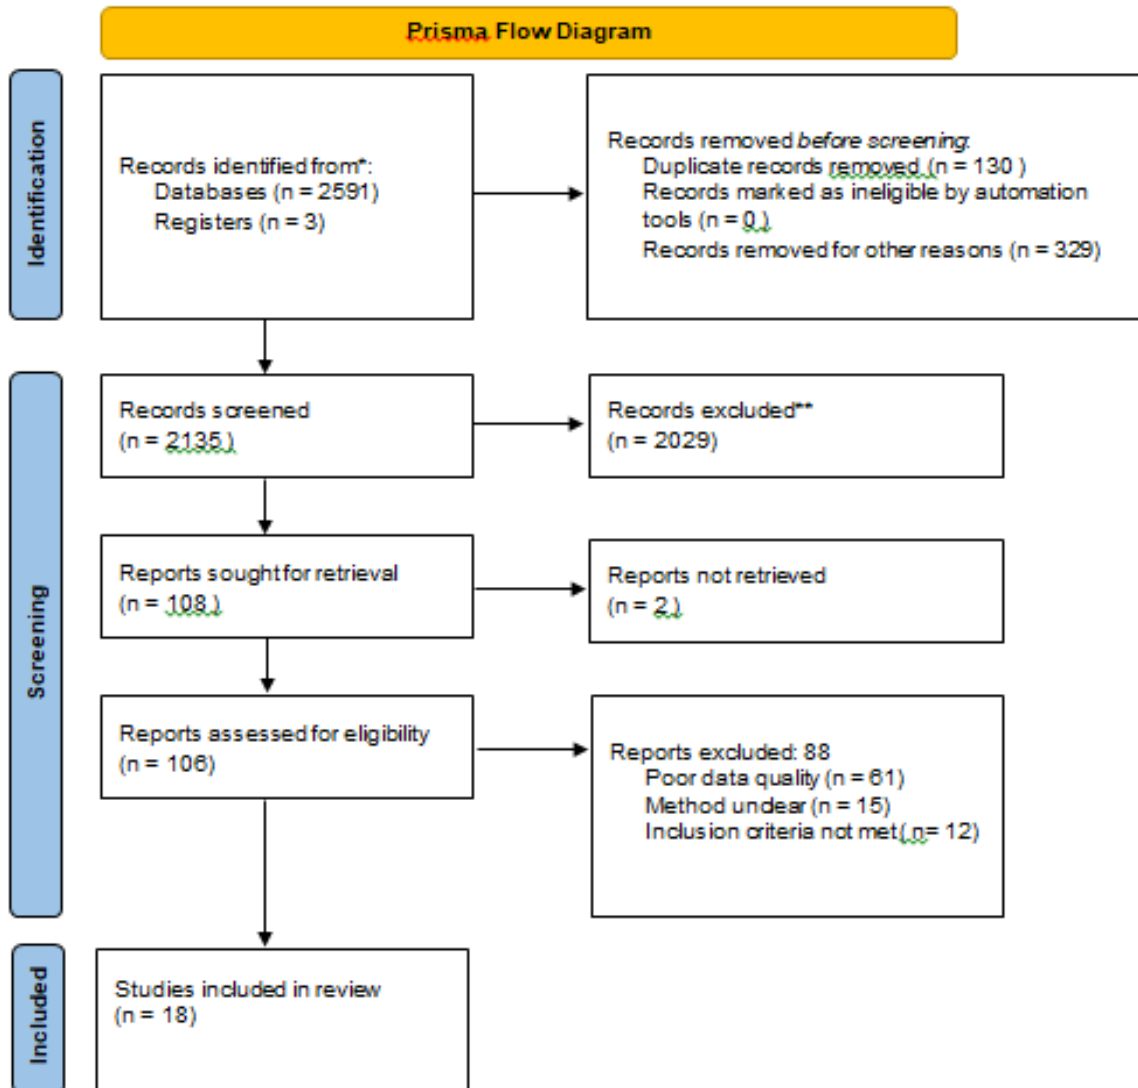 Prisma Flow Diagram
Identification
Records identified from*:
Databases (n = 2591)
Registers (n = 3)
Records removed before screening:
Duplicate records removed (n = 130 )
Records marked as ineligible by automation
tools (n = 0 )
Records removed for other reasons (n = 329)
Screening
Records screened
(n = 2135 )
Records excluded**
(n = 2029)
Reports sought for retrieval
(n = 108 )
Reports not retrieved
(n = 2 )
Reports assessed for eligibility
(n = 106)
Reports excluded: 88
Poor data quality (n = 61)
Method unclear (n = 15)
Inclusion criteria not met ( n= 12)
Included
Studies included in review
(n = 18)